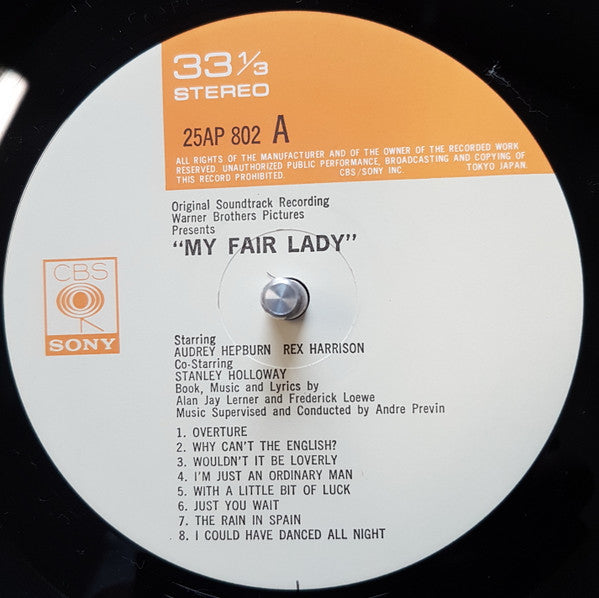 33 1/3
STEREO
25AP 802 A
ALL RIGHTS OF THE MANUFACTURER AND OF THE OWNER OF THE RECORDED WORK
RESERVED. UNAUTHORIZED PUBLIC PERFORMANCE, BROADCASTING AND COPYING OF
THIS RECORD PROHIBITED. CBS/SONY INC. TOKYO JAPAN.
Original Soundtrack Recording
Warner Brothers Pictures
Presents
"MY FAIR LADY"
CBS
SONY
Starring
AUDREY HEPBURN REX HARRISON
Co-Starring
STANLEY HOLLOWAY
Book, Music and Lyrics by
Alan Jay Lerner and Frederick Loewe
Music Supervised and Conducted by Andre Previn
1. OVERTURE
2. WHY CAN'T THE ENGLISH?
3. WOULDN'T IT BE LOVERLY
4. I'M JUST AN ORDINARY MAN
5. WITH A LITTLE BIT OF LUCK
6. JUST YOU WAIT
7. THE RAIN IN SPAIN
8. I COULD HAVE DANCED ALL NIGHT